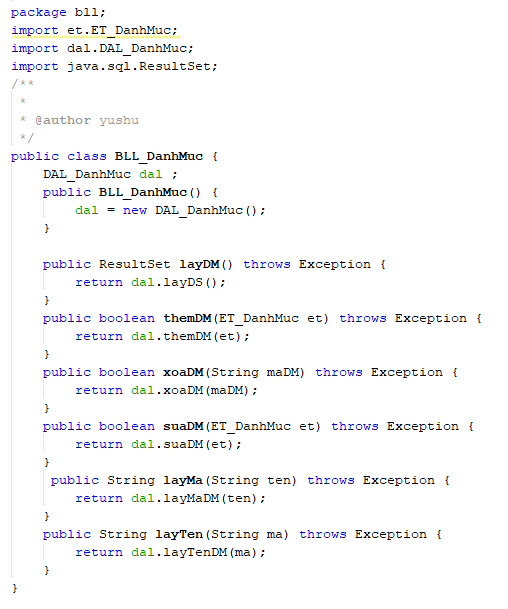 package bll;
import et.ET_DanhMuc;
import dal.DAL_DanhMuc;
import java.sql.ResultSet;
/**
 *
 * @author yushu
 */
public class BLL_DanhMuc {
    DAL_DanhMuc dal ;
    public BLL_DanhMuc() {
        dal = new DAL_DanhMuc();
    }

    public ResultSet layDM() throws Exception {
        return dal.layDS();
    }
    public boolean themDM(ET_DanhMuc et) throws Exception {
        return dal.themDM(et);
    }
    public boolean xoaDM(String maDM) throws Exception {
        return dal.xoaDM(maDM);
    }
    public boolean suaDM(ET_DanhMuc et) throws Exception {
        return dal.suaDM(et);
    }
     public String layMa(String ten) throws Exception {
        return dal.layMaDM(ten);
    }
    public String layTen(String ma) throws Exception {
        return dal.layTenDM(ma);
    }
}